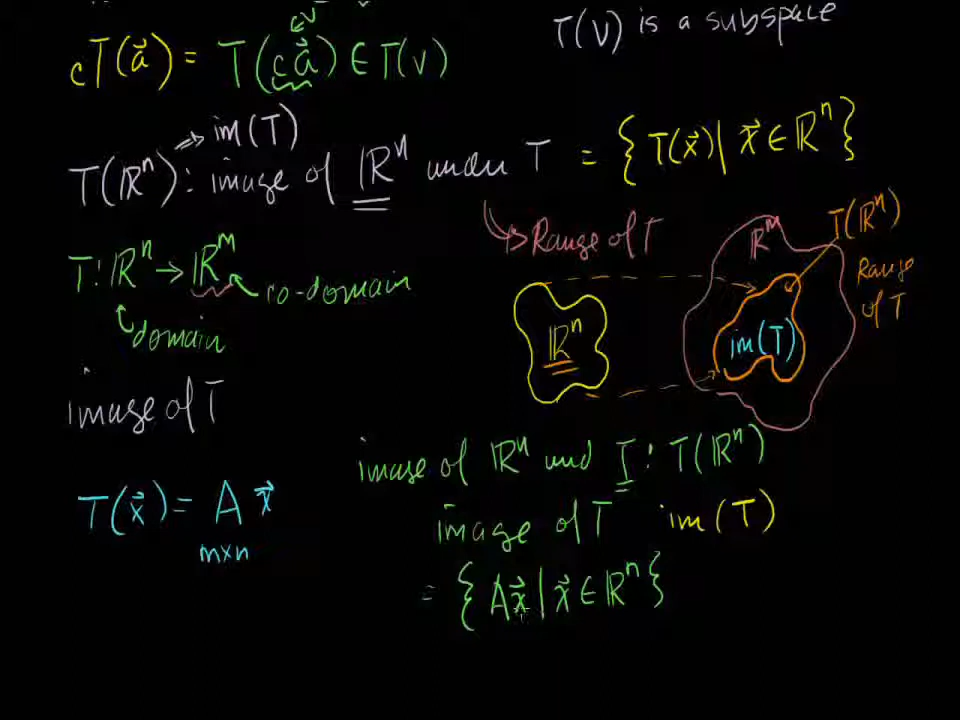 ∈V
cT(a⃗) = T(ca⃗) ∈ T(V)
T(V) is a subspace
→ im(T)
T(ℝⁿ): image of ℝⁿ under T = {T(x⃗) | x⃗ ∈ ℝⁿ}
→ Range of T
T: ℝⁿ → ℝᵐ
co-domain
domain
ℝⁿ
ℝᵐ
im(T)
T(ℝⁿ)
Range
of T
image of T
image of ℝⁿ und T: T(ℝⁿ)
T(x⃗) = A x⃗
m×n
image of T im(T)
= {Ax⃗ | x⃗ ∈ ℝⁿ}